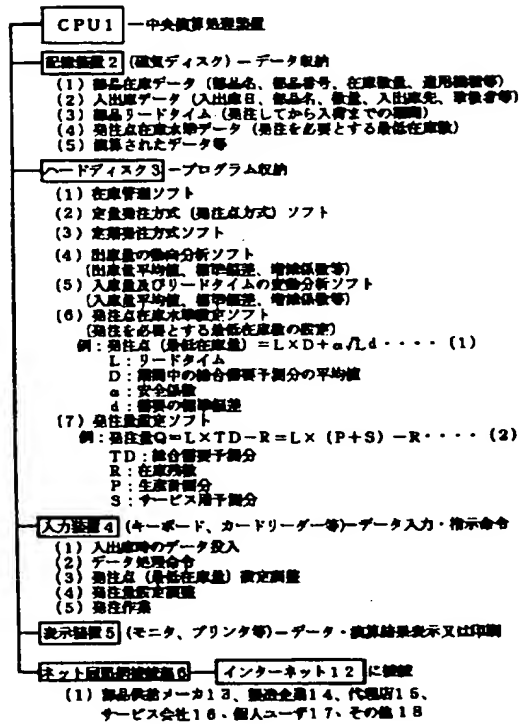 CPU1 ー中央演算処理装置
記憶装置2 (磁気ディスク) ーデータ収納
(1) 部品在庫データ (部品名、部品番号、在庫数量、適用機種等)
(2) 入出庫データ (入出庫日、部品名、数量、入出庫先、取扱者等)
(3) 部品リードタイム (発注してから入荷までの期間)
(4) 発注点在庫水準データ (発注を必要とする最低在庫数)
(5) 演算されたデータ等
ハードディスク3 ープログラム収納
(1) 在庫管理ソフト
(2) 定量発注方式 (発注点方式) ソフト
(3) 定期発注方式ソフト
(4) 出庫量の傾向分析ソフト
(出庫量平均値、標準偏差、増減係数等)
(5) 入庫量及びリードタイムの変動分析ソフト
(入庫量平均値、標準偏差、増減係数等)
(6) 発注点在庫水準設定ソフト
(発注を必要とする最低在庫数の設定)
例:発注点 (最低在庫量) =L×D+α√Ld・・・・ (1)
L:リードタイム
D:期間中の総合需要予測分の平均値
α:安全係数
d:需要の標準偏差
(7) 発注量設定ソフト
例:発注量Q=L×TD-R=L× (P+S) -R・・・・ (2)
TD:総合需要予測分
R:在庫残数
P:生産計画分
S:サービス用予測分
入力装置4 (キーボード、カードリーダー等)ーデータ入力・指示命令
(1) 入出庫時のデータ投入
(2) データ処理命令
(3) 発注点 (最低在庫量) 設定調整
(4) 発注量設定調整
(5) 発注作業
表示装置5 (モニタ、プリンタ等)ーデータ・演算結果表示又は印刷
ネット回路網接続部6 ー インターネット12 に接続
(1) 部品供給メーカ13、製造企業14、代理店15、
サービス会社16、個人ユーザ17、その他18